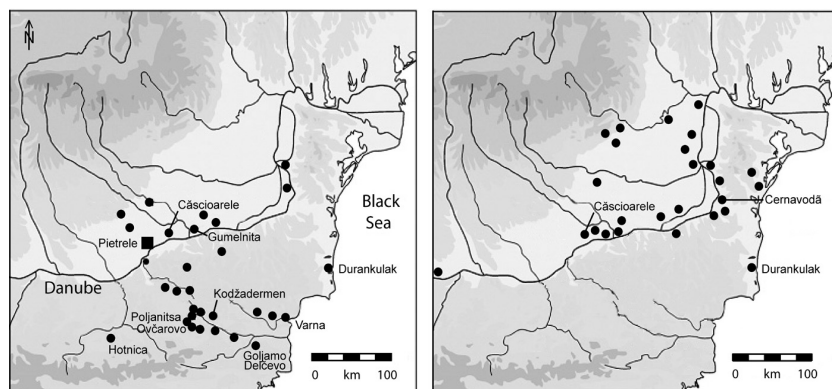 N
Căscioarele
Pietrele
Gumelnita
Black
Sea
Durankulak
Danube
Kodžadermen
Poljanitsa
Ovčarovo
Varna
Hotnica
Goljamo
Delčevo
0 km 100
Cernavodă
Căscioarele
Durankulak
0 km 100